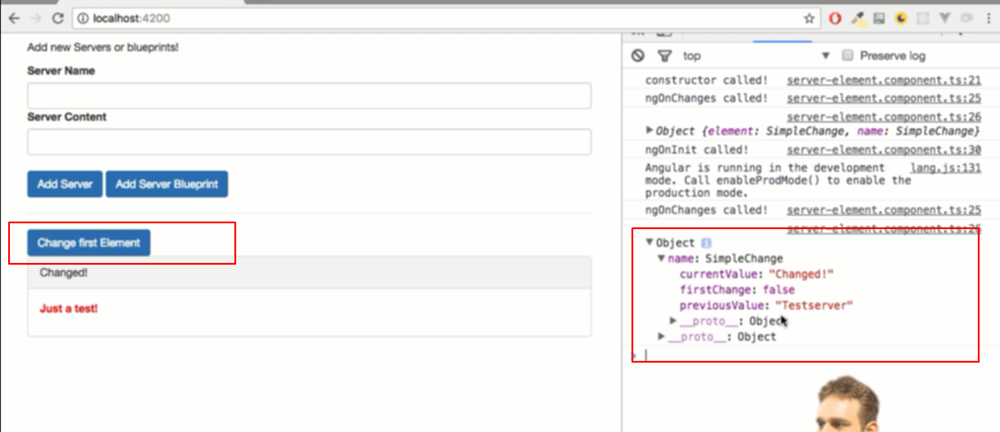 localhost:4200
Add new Servers or blueprints!
Server Name
Server Content
Add Server Add Server Blueprint
Change first Element
Changed!
Just a test!
top Preserve log
constructor called! server-element.component.ts:21
ngOnChanges called! server-element.component.ts:25
server-element.component.ts:26
Object {element: SimpleChange, name: SimpleChange}
ngOnInit called! server-element.component.ts:30
Angular is running in the development lang.js:131
mode. Call enableProdMode() to enable the
production mode.
ngOnChanges called! server-element.component.ts:25
server-element.component.ts:26
Object i
name: SimpleChange
currentValue: "Changed!"
firstChange: false
previousValue: "Testserver"
__proto__: Object
__proto__: Object